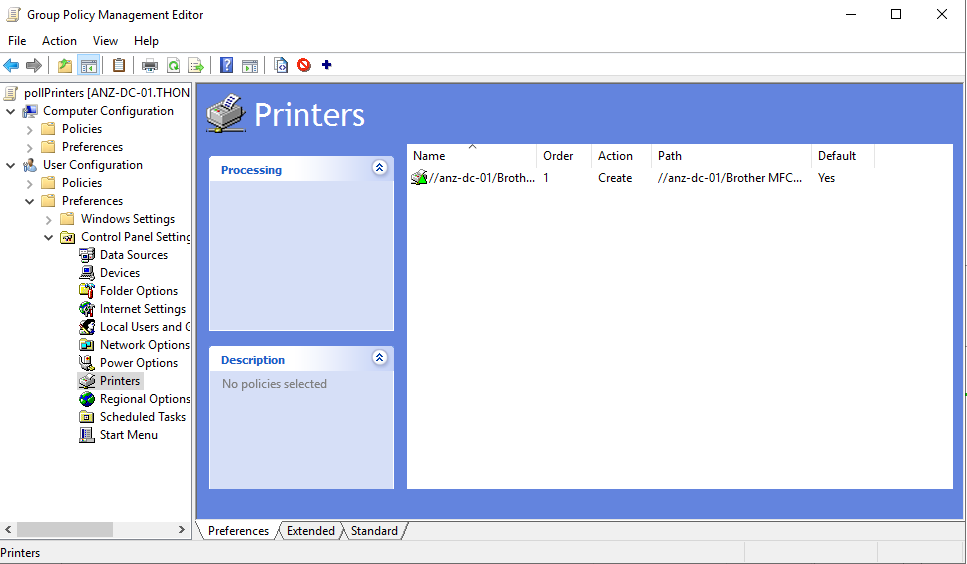 Group Policy Management Editor
File Action View Help
pollPrinters [ANZ-DC-01.THON
Computer Configuration
Policies
Preferences
User Configuration
Policies
Preferences
Windows Settings
Control Panel Setting
Data Sources
Devices
Folder Options
Internet Settings
Local Users and G
Network Options
Power Options
Printers
Regional Options
Scheduled Tasks
Start Menu
Printers
Processing
Description
No policies selected
Name Order Action Path Default
//anz-dc-01/Broth... 1 Create //anz-dc-01/Brother MFC... Yes
Preferences Extended Standard
Printers